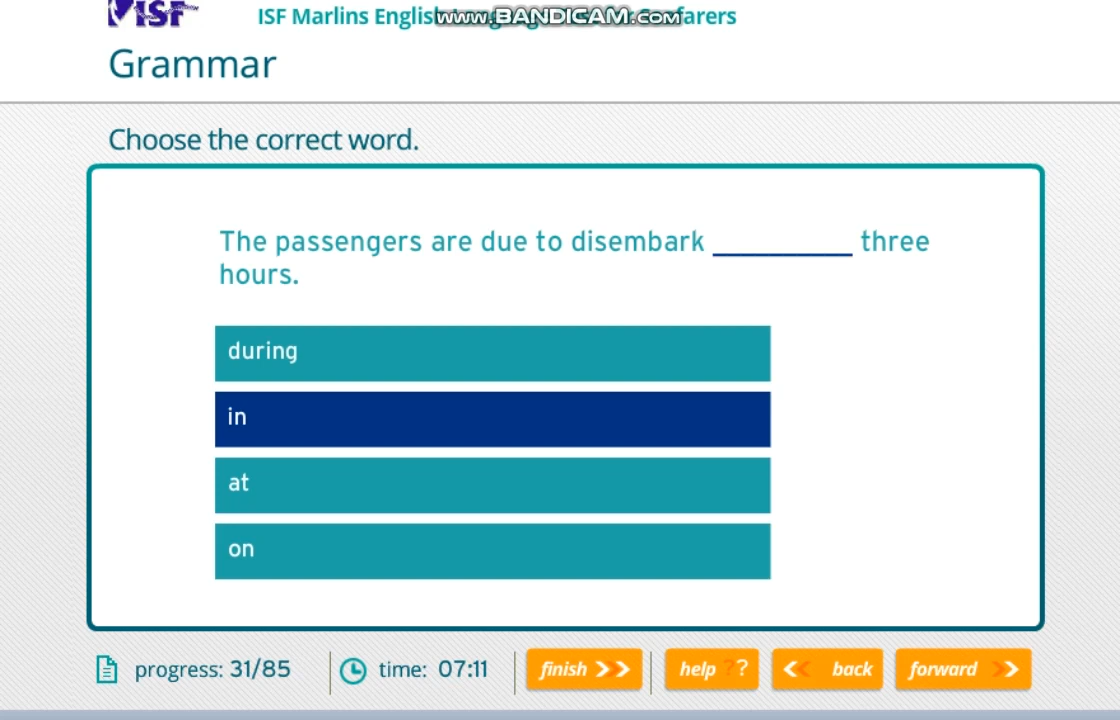 ISF
ISF Marlins English farers
www.BANDICAM.com
Grammar
Choose the correct word.
The passengers are due to disembark __________ three
hours.
during
in
at
on
progress: 31/85
time: 07:11
finish
help ??
back
forward